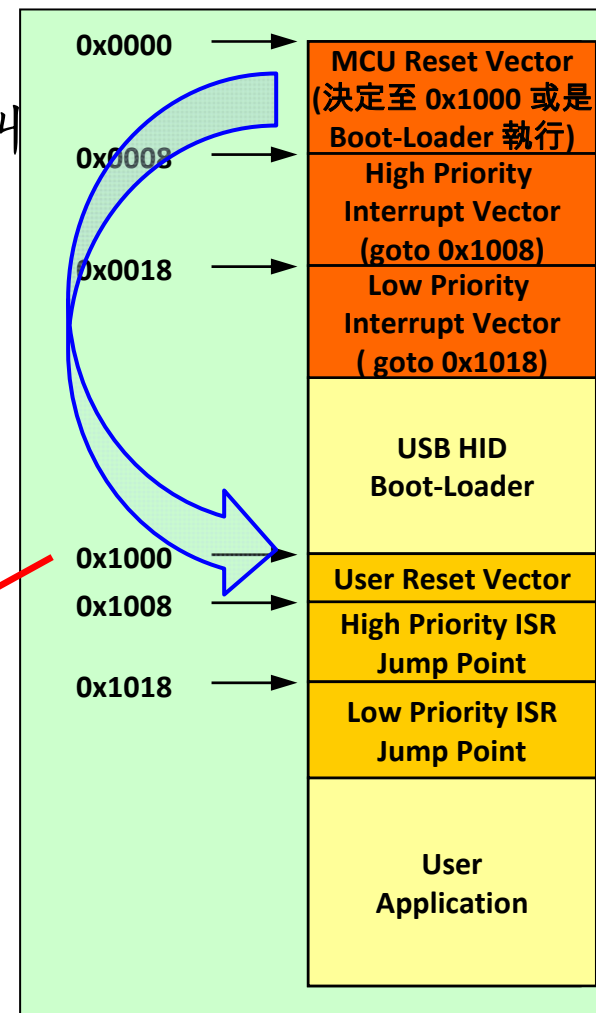 0x0000
MCU Reset Vector
(決定至 0x1000 或是
Boot-Loader 執行)
0x0008
High Priority
Interrupt Vector
(goto 0x1008)
0x0018
Low Priority
Interrupt Vector
( goto 0x1018)
USB HID
Boot-Loader
0x1000
User Reset Vector
0x1008
High Priority ISR
Jump Point
0x1018
Low Priority ISR
Jump Point
User
Application